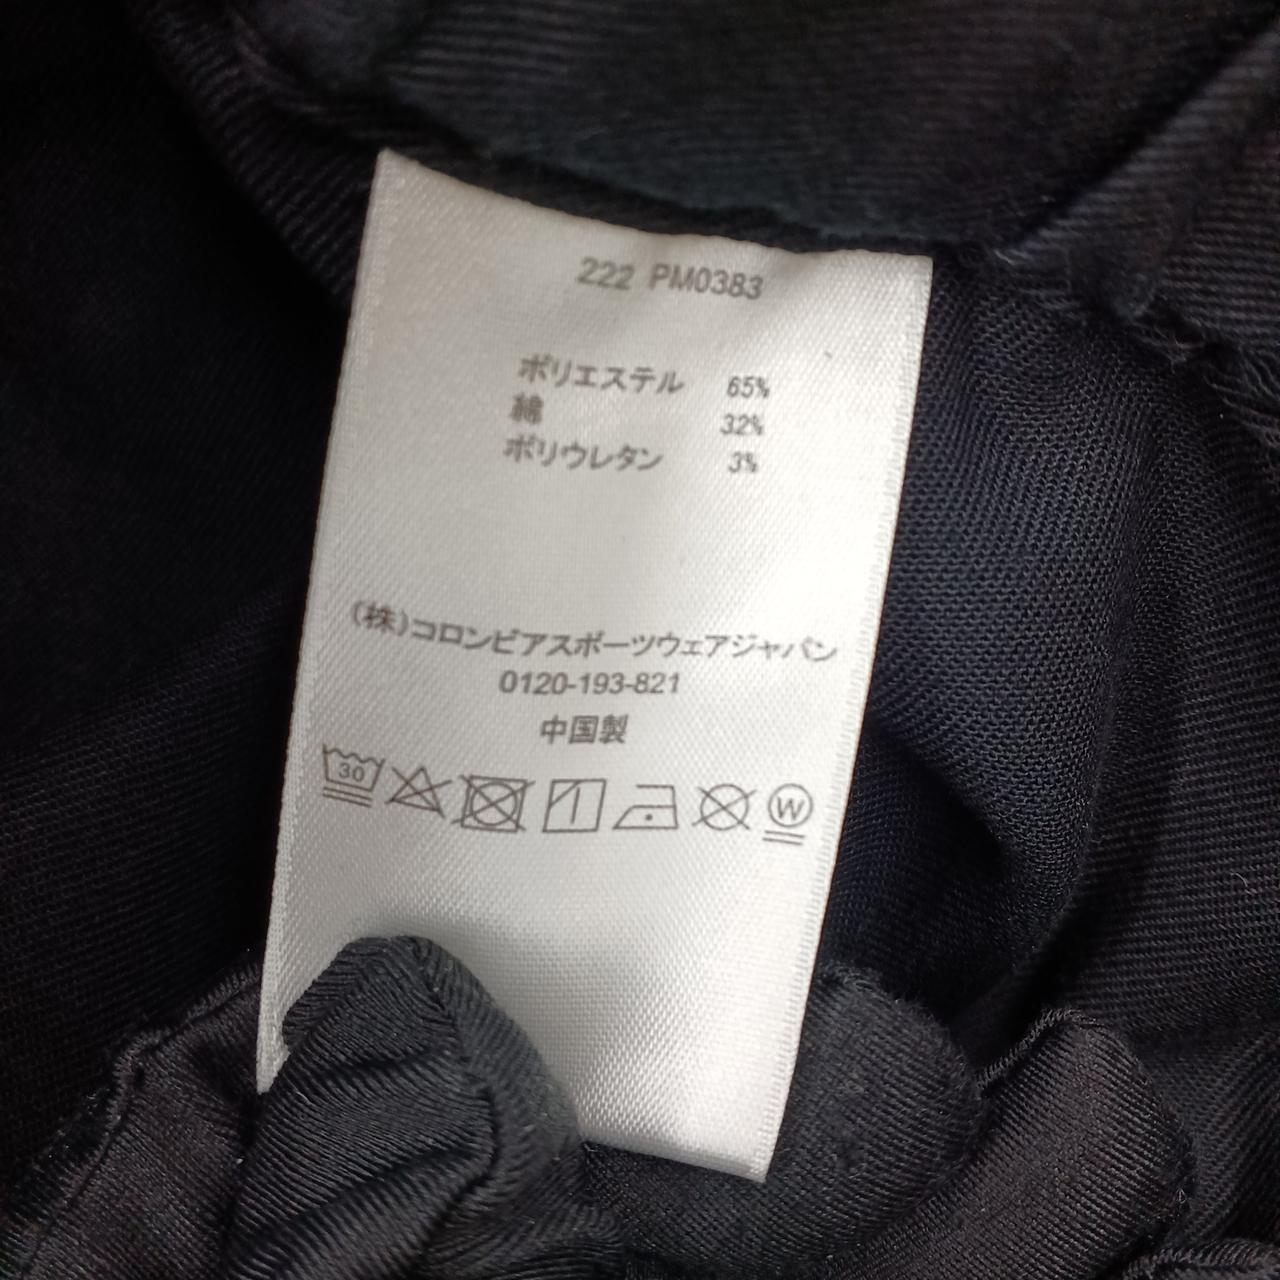 222 PM0383
ポリエステル 65%
綿 32%
ポリウレタン 3%
(株)コロンビアスポーツウェアジャパン
0120-193-821
中国製
30 W